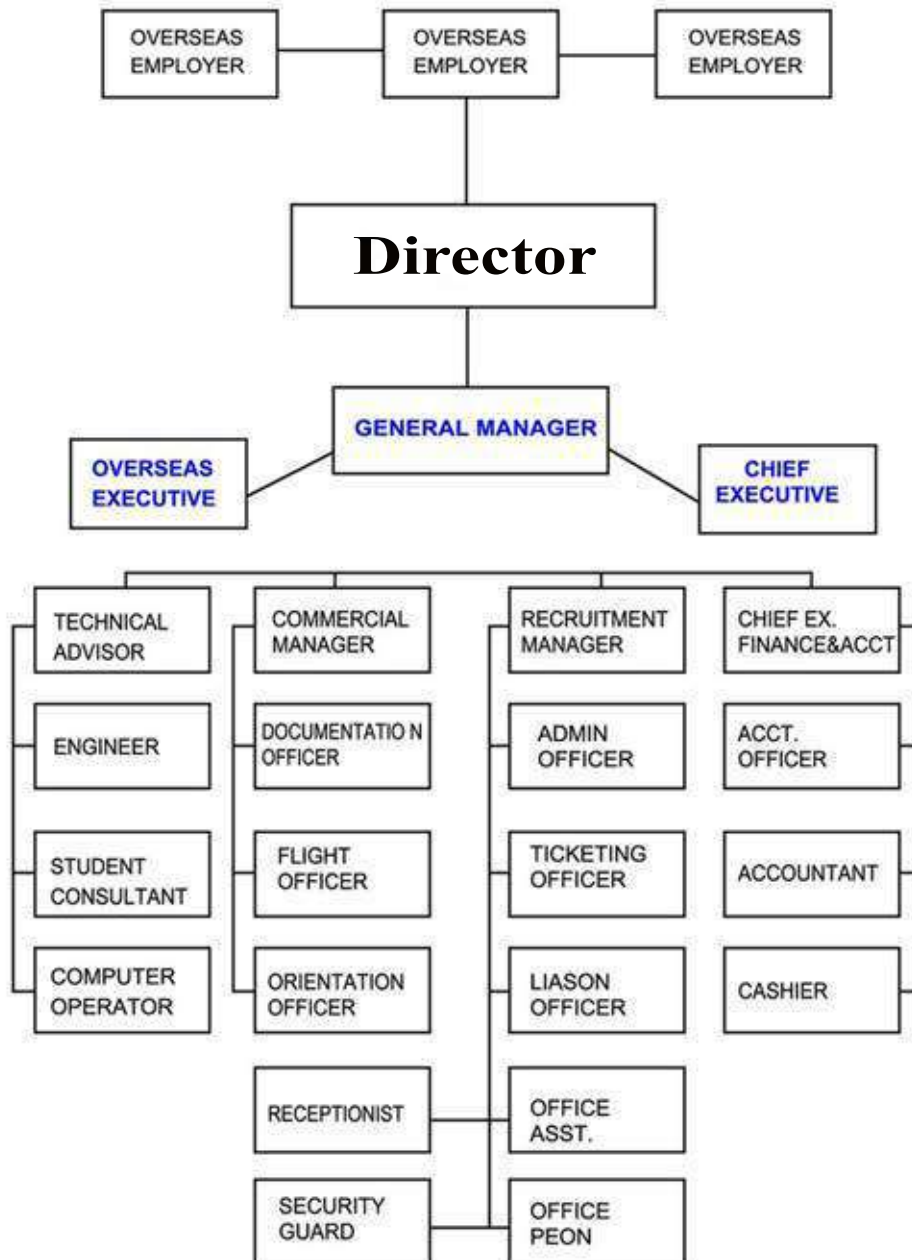 OVERSEAS
EMPLOYER
OVERSEAS
EMPLOYER
OVERSEAS
EMPLOYER
Director
GENERAL MANAGER
OVERSEAS
EXECUTIVE
CHIEF
EXECUTIVE
TECHNICAL
ADVISOR
COMMERCIAL
MANAGER
RECRUITMENT
MANAGER
CHIEF EX.
FINANCE&ACCT
ENGINEER
DOCUMENTATIO N
OFFICER
ADMIN
OFFICER
ACCT.
OFFICER
STUDENT
CONSULTANT
FLIGHT
OFFICER
TICKETING
OFFICER
ACCOUNTANT
COMPUTER
OPERATOR
ORIENTATION
OFFICER
LIASON
OFFICER
CASHIER
RECEPTIONIST
OFFICE
ASST.
SECURITY
GUARD
OFFICE
PEON